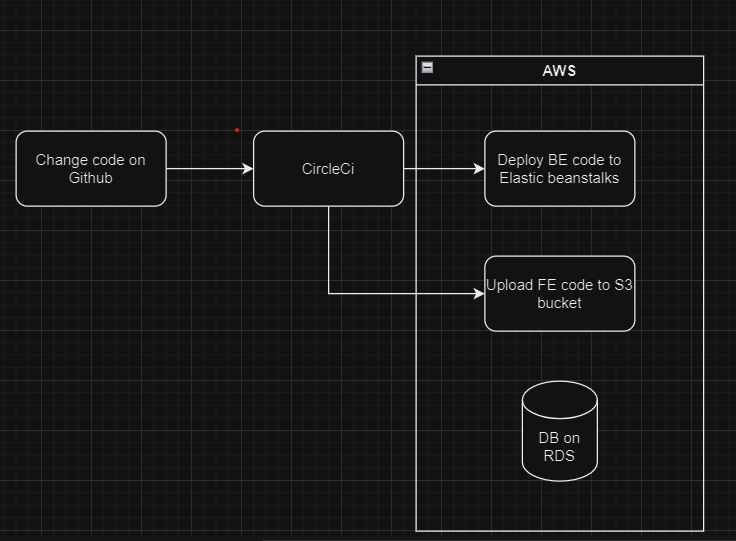 AWS
Change code on
Github
CircleCi
Deploy BE code to
Elastic beanstalks
Upload FE code to S3
bucket
DB on
RDS